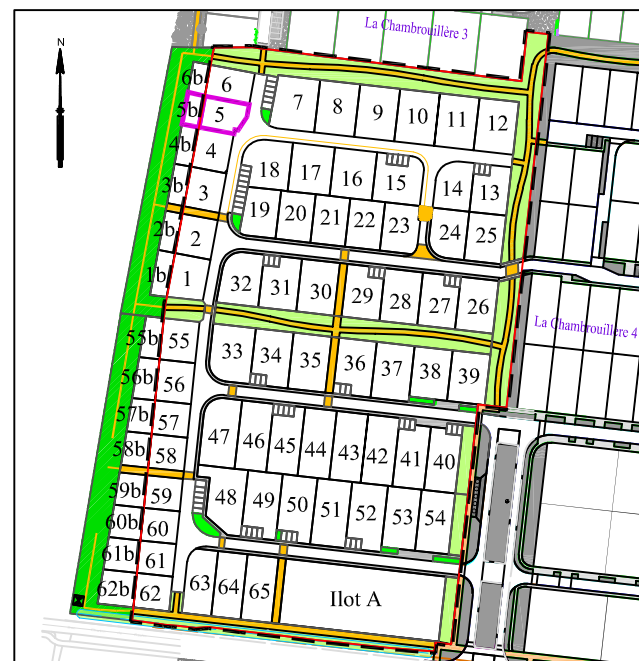 La Chambrouillère 3
N
6b 6
5b 5
7 8 9 10 11 12
4b 4
18 17 16 15 14 13
3b 3
19 20 21 22 23 24 25
2b 2
1b 1
32 31 30 29 28 27 26
La Chambrouillère 4
55b 55
33 34 35 36 37 38 39
56b 56
57b 57
47 46 45 44 43 42 41 40
58b 58
59b 59
48 49 50 51 52 53 54
60b 60
61b 61
62b 62
63 64 65
Ilot A